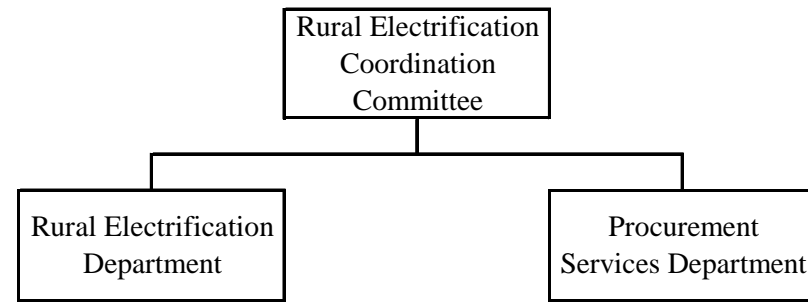 Rural Electrification
Coordination
Committee
Rural Electrification
Department
Procurement
Services Department